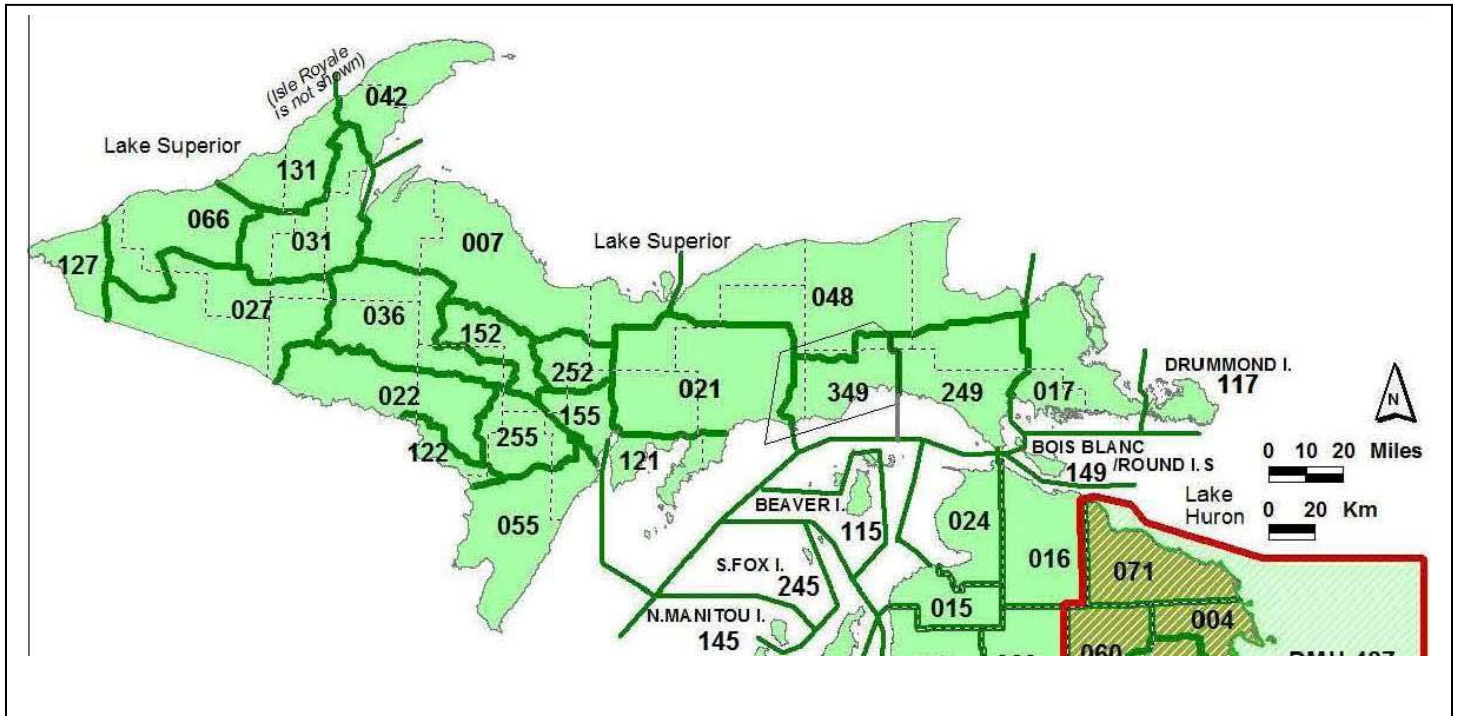 (Isle Royale
is not shown)
042
Lake Superior
131
066
031
007
Lake Superior
127
027
036
048
152
252
021
349
249
017
DRUMMOND I.
117
N
022
155
255
122
121
BOIS BLANC
149 /ROUND I. S
0 10 20 Miles
055
BEAVER I.
115
024
Lake
Huron
0 20 Km
S.FOX I.
245
016
071
N.MANITOU I.
145
015
004